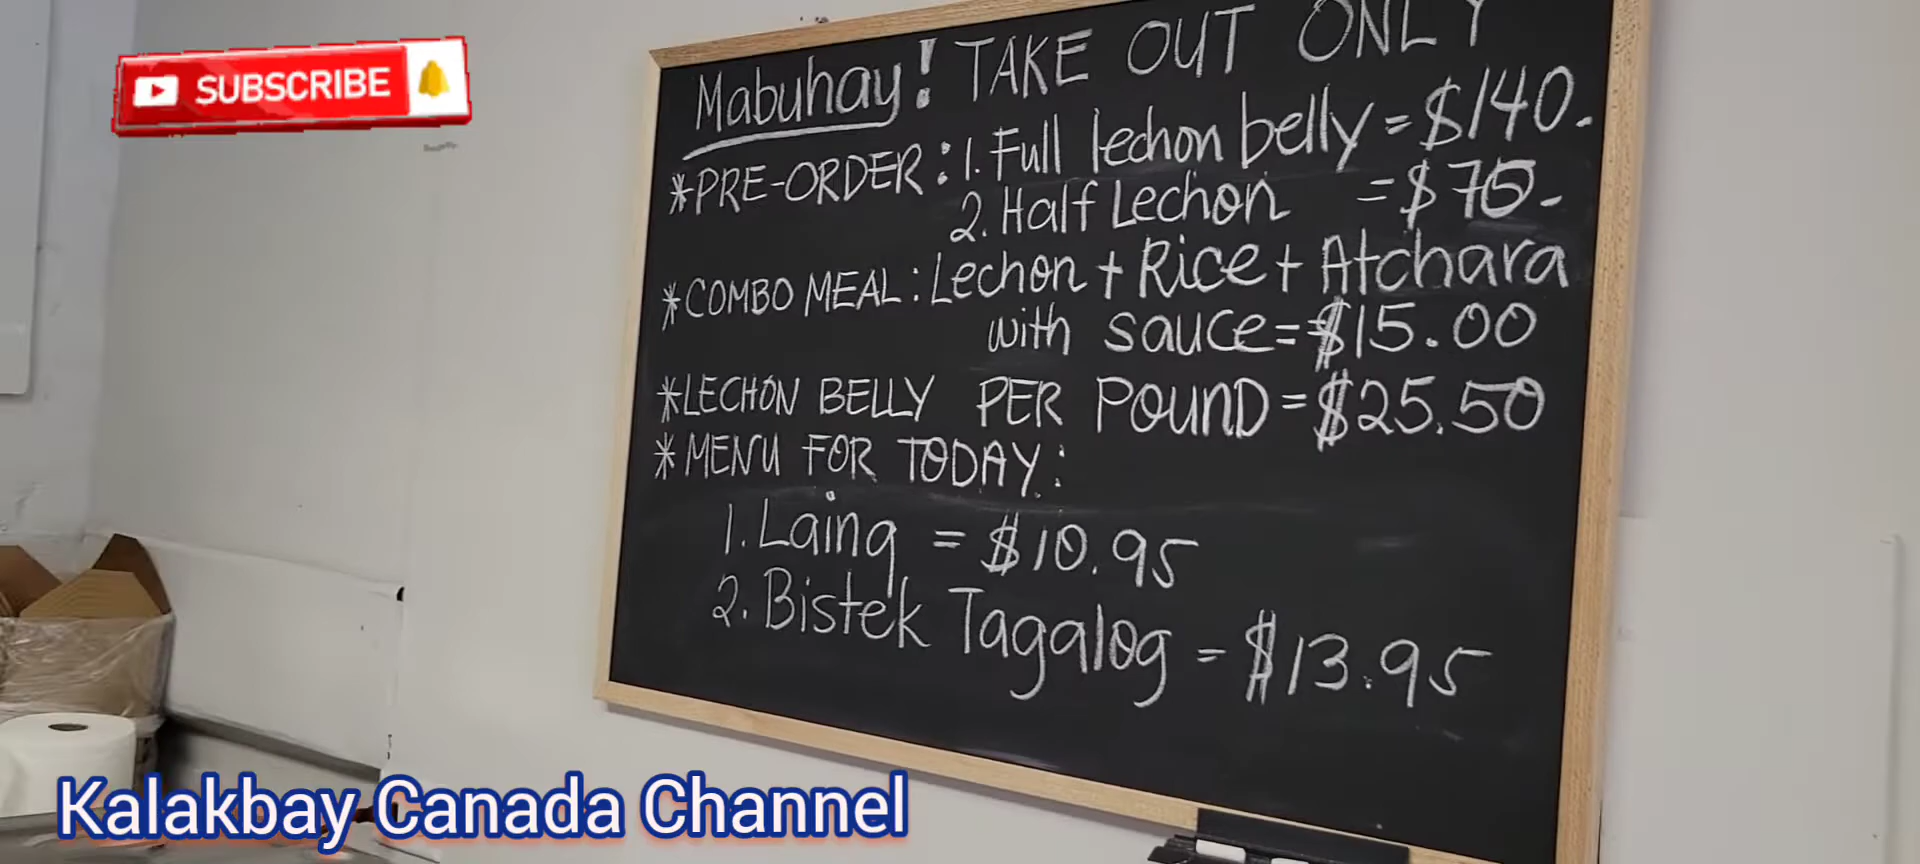 SUBSCRIBE
Mabuhay! TAKE OUT ONLY
*PRE-ORDER: 1. Full lechon belly = $140.
2. Half Lechon = $75.-
*COMBO MEAL: Lechon + Rice + Atchara
with sauce = $15.00
*LECHON BELLY PER POUND = $25.50
*MENU FOR TODAY:
1. Laing = $10.95
2. Bistek Tagalog = $13.95
Kalakbay Canada Channel